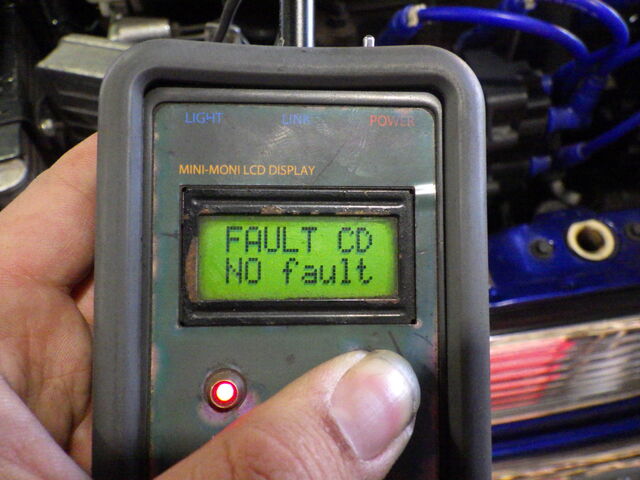 LIGHT LINK POWER
MINI-MONI LCD DISPLAY
FAULT CD
NO fault